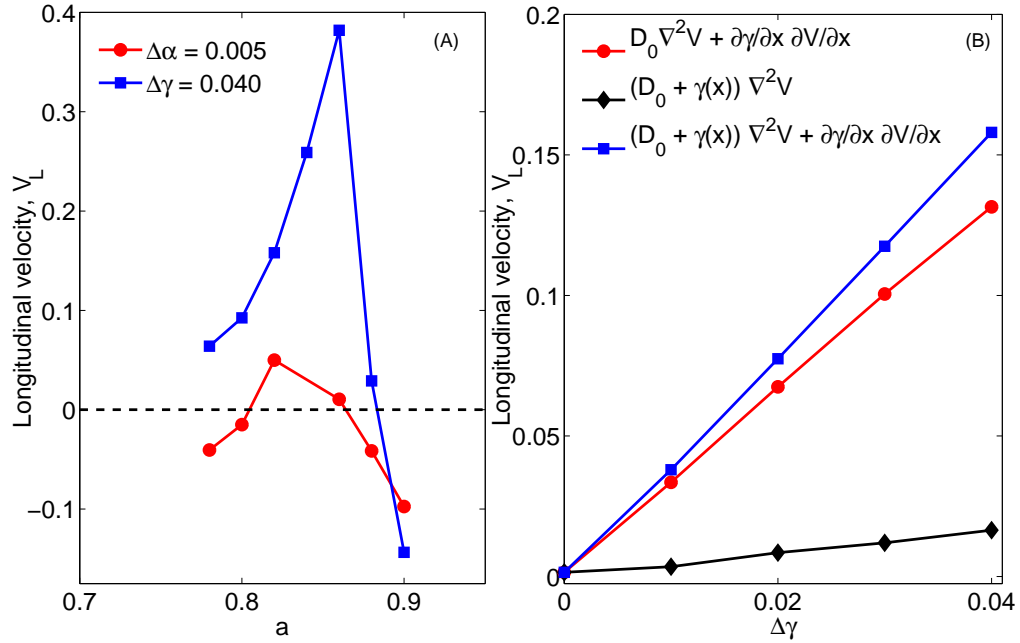 (A)
Δα = 0.005
Δγ = 0.040
Longitudinal velocity, V_L
0.4
0.3
0.2
0.1
0
−0.1
0.7
0.8
0.9
a
(B)
D_0 ∇²V + ∂γ/∂x ∂V/∂x
(D_0 + γ(x)) ∇²V
(D_0 + γ(x)) ∇²V + ∂γ/∂x ∂V/∂x
Longitudinal velocity, V_L
0.2
0.15
0.1
0.05
0
0
0.02
0.04
Δγ